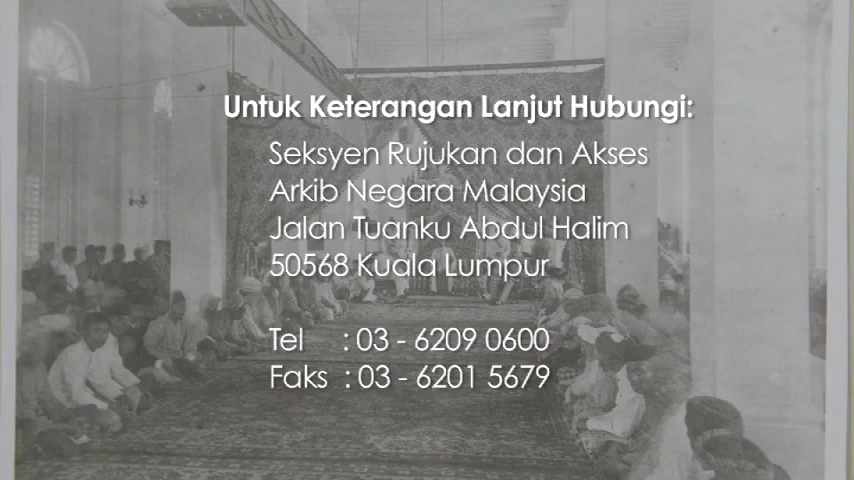 Untuk Keterangan Lanjut Hubungi:
Seksyen Rujukan dan Akses
Arkib Negara Malaysia
Jalan Tuanku Abdul Halim
50568 Kuala Lumpur
Tel : 03 - 6209 0600
Faks : 03 - 6201 5679